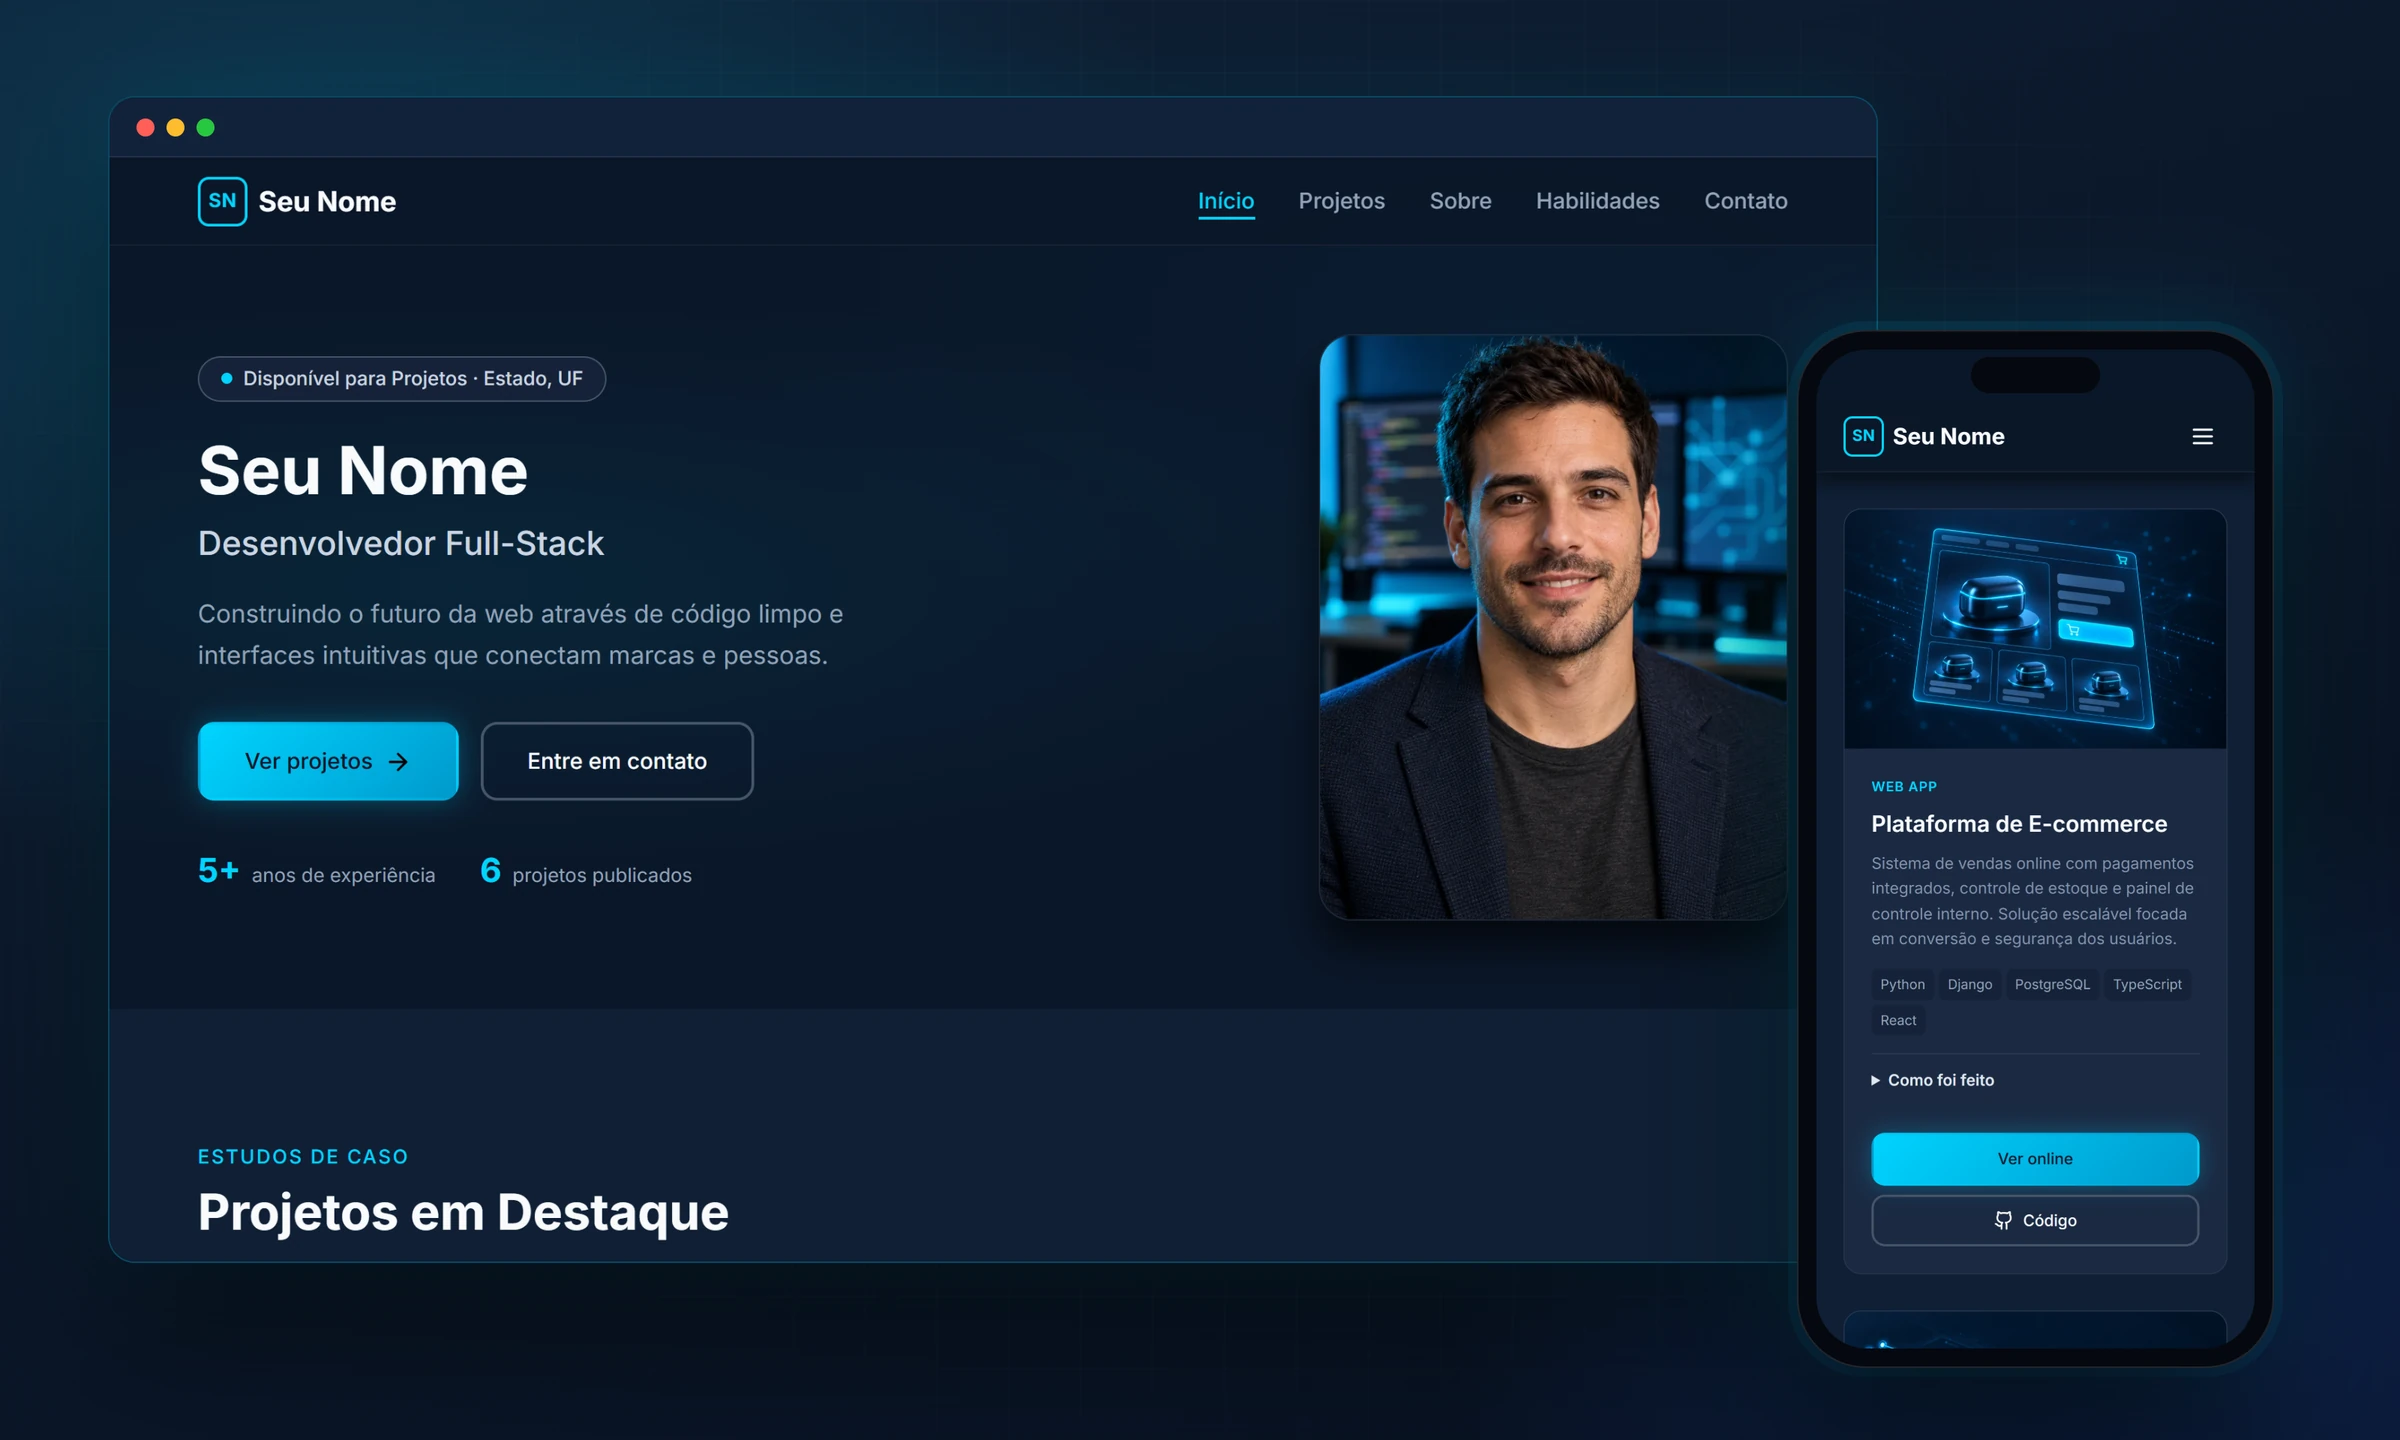 SN
Seu Nome
Início
Projetos
Sobre
Habilidades
Contato
Disponível para Projetos · Estado, UF
Seu Nome
Desenvolvedor Full-Stack
Construindo o futuro da web através de código limpo e
interfaces intuitivas que conectam marcas e pessoas.
Ver projetos →
Entre em contato
5+ anos de experiência
6 projetos publicados
ESTUDOS DE CASO
Projetos em Destaque
SN
Seu Nome
WEB APP
Plataforma de E-commerce
Sistema de vendas online com pagamentos
integrados, controle de estoque e painel de
controle interno. Solução escalável focada
em conversão e segurança dos usuários.
Python
Django
PostgreSQL
TypeScript
React
Como foi feito
Ver online
Código